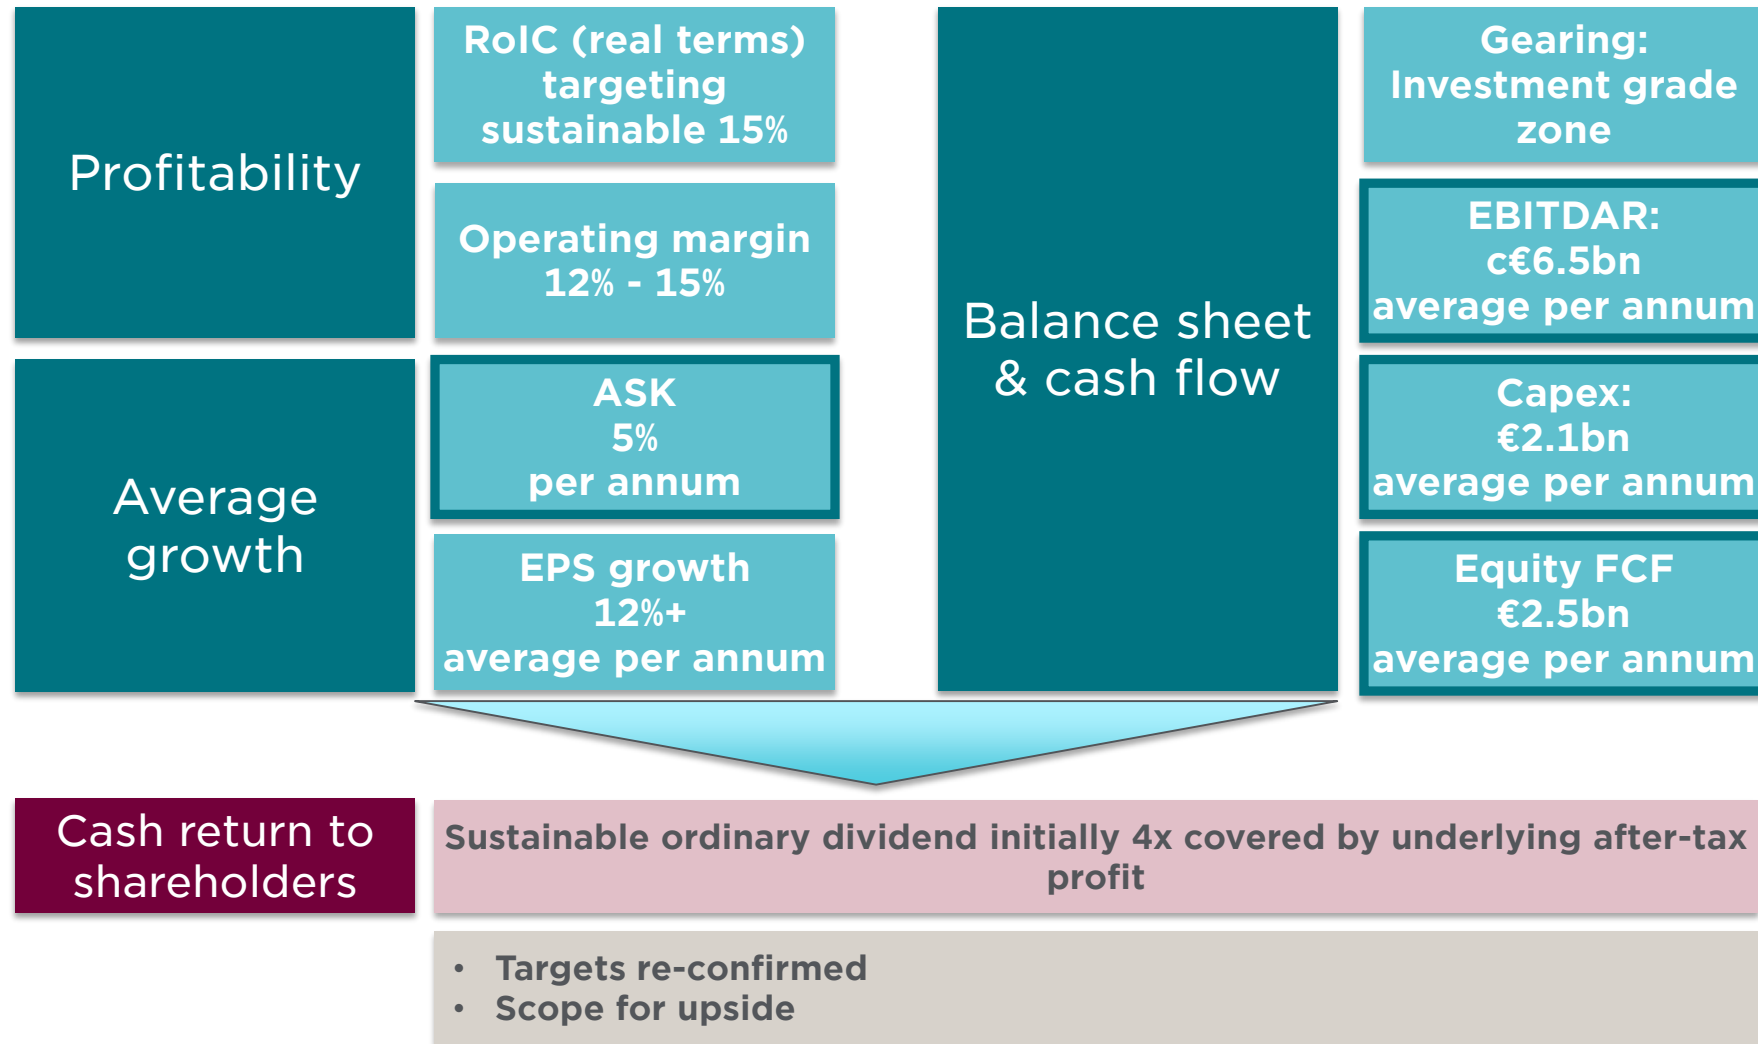 Profitability
RoIC (real terms)
targeting
sustainable 15%
Operating margin
12% - 15%
Average
growth
ASK
5%
per annum
EPS growth
12%+
average per annum
Balance sheet
& cash flow
Gearing:
Investment grade
zone
EBITDAR:
c€6.5bn
average per annum
Capex:
€2.1bn
average per annum
Equity FCF
€2.5bn
average per annum
Cash return to
shareholders
Sustainable ordinary dividend initially 4x covered by underlying after-tax
profit
• Targets re-confirmed
• Scope for upside